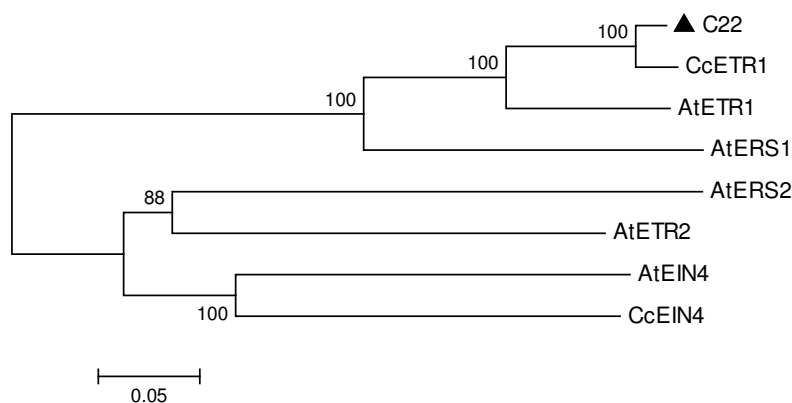 100
C22
100
CcETR1
100
AtETR1
AtERS1
88
AtERS2
AtETR2
AtEIN4
100
CcEIN4
0.05